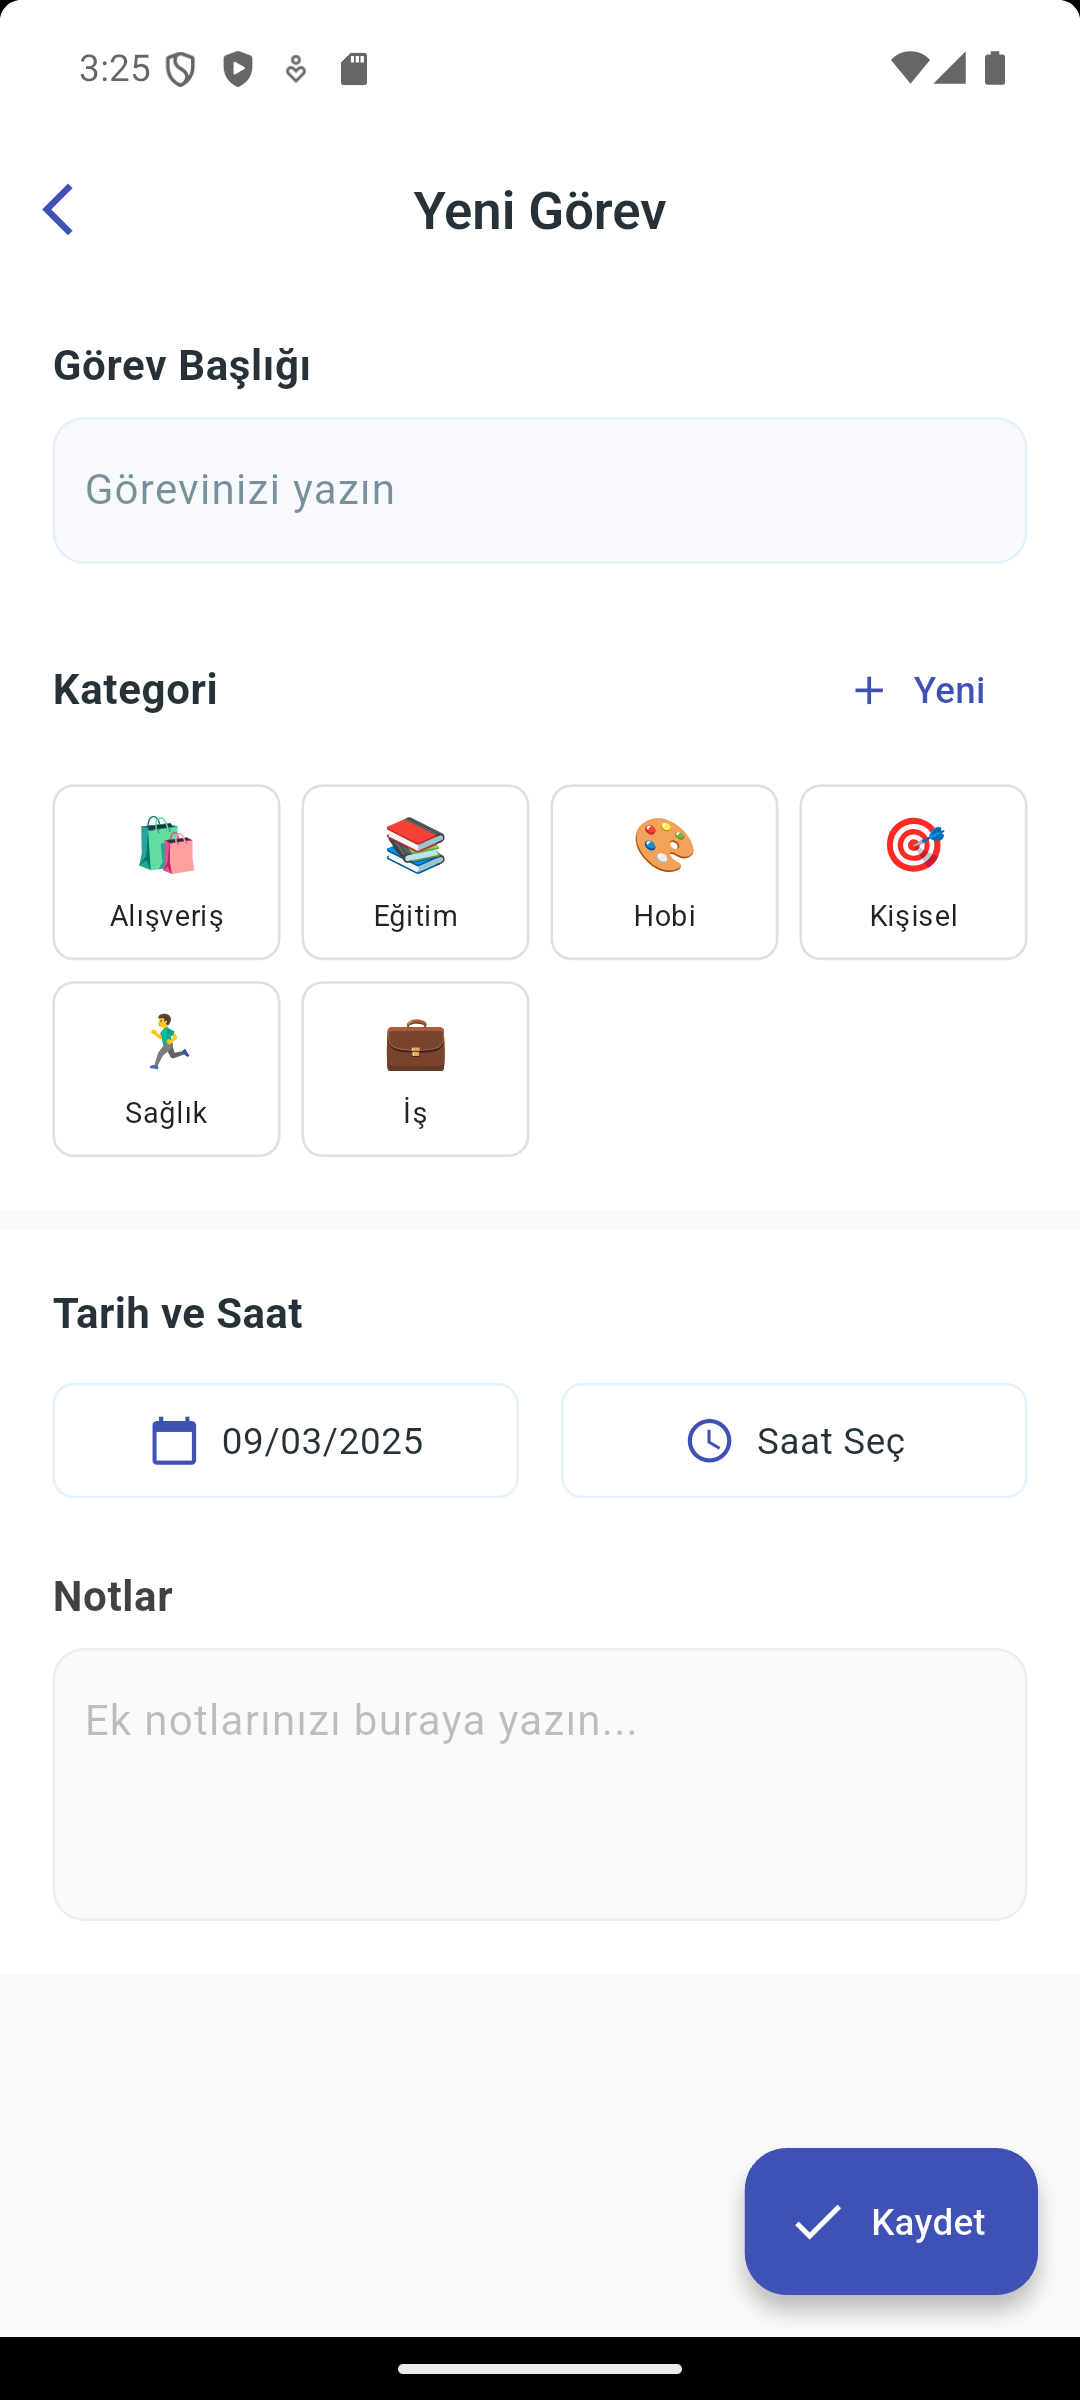 3:25
Yeni Görev
Görev Başlığı
Görevinizi yazın
Kategori
+ Yeni
Alışveriş
Eğitim
Hobi
Kişisel
Sağlık
İş
Tarih ve Saat
09/03/2025
Saat Seç
Notlar
Ek notlarınızı buraya yazın...
Kaydet